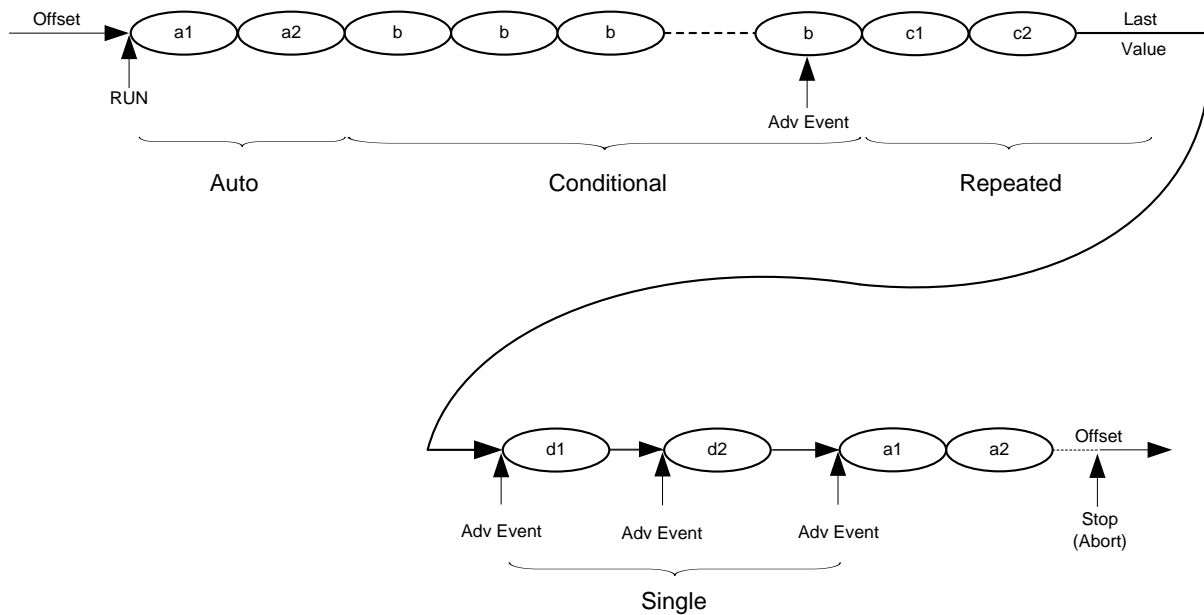 Offset
a1 a2 b b b b c1 c2
Last
Value
RUN
Adv Event
Auto Conditional Repeated
d1 d2 a1 a2
Offset
Adv Event Adv Event Adv Event
Stop
(Abort)
Single